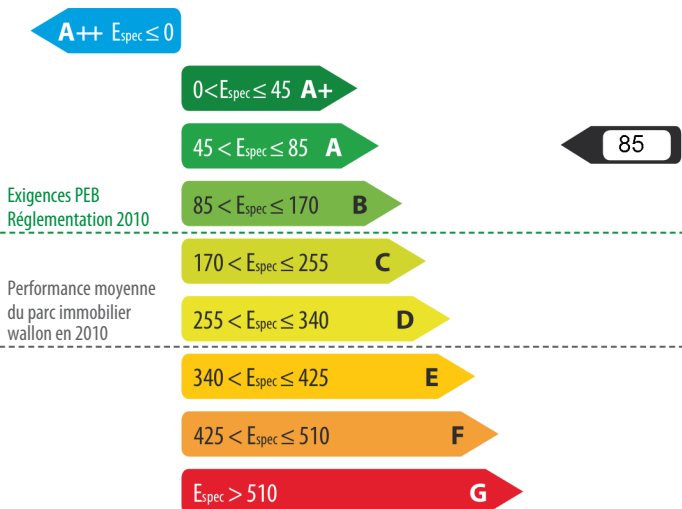 A++ Espec ≤ 0
0<Espec ≤ 45 A+
45 < Espec ≤ 85 A
85
85 < Espec ≤ 170 B
Exigences PEB
Réglementation 2010
170 < Espec ≤ 255 C
Performance moyenne
du parc immobilier
wallon en 2010
255 < Espec ≤ 340 D
340 < Espec ≤ 425 E
425 < Espec ≤ 510 F
Espec > 510 G